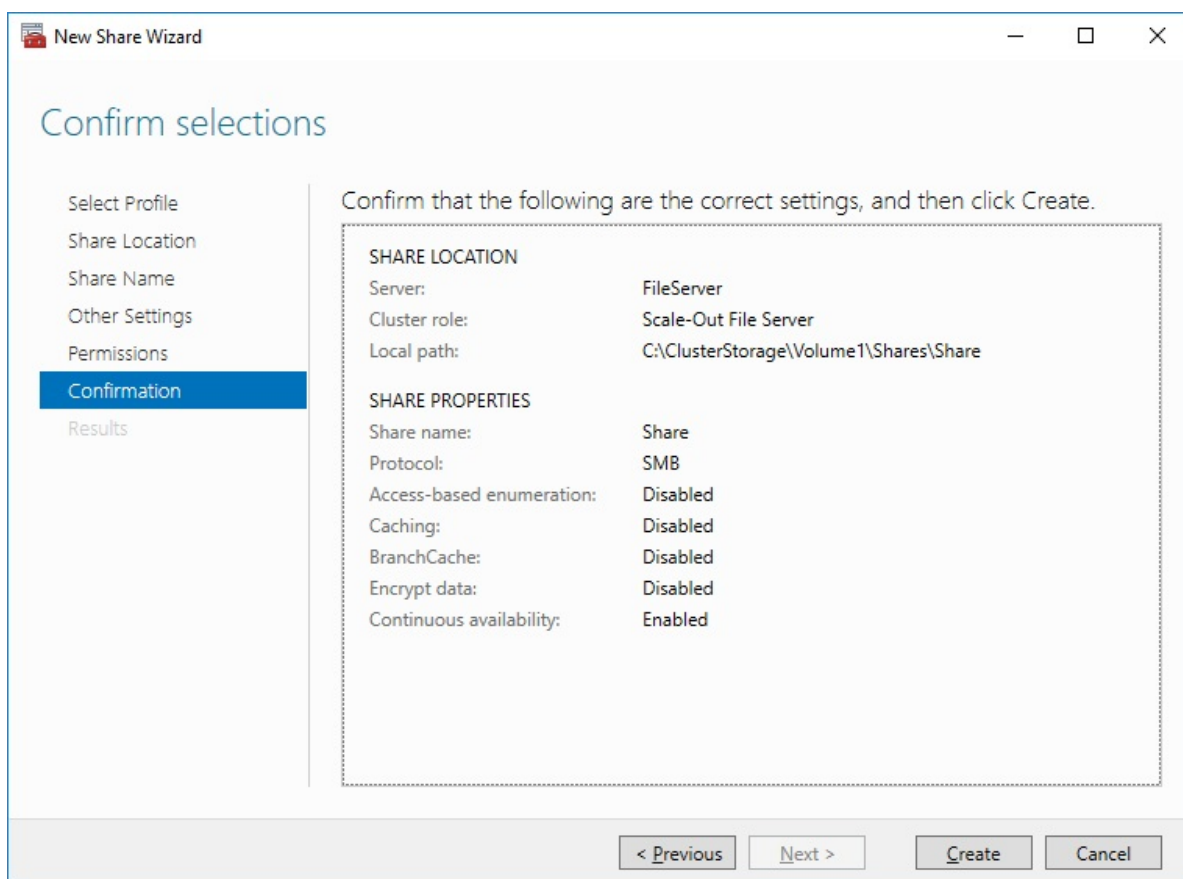 New Share Wizard
Confirm selections
Select Profile
Share Location
Share Name
Other Settings
Permissions
Confirmation
Results
Confirm that the following are the correct settings, and then click Create.
SHARE LOCATION
Server: FileServer
Cluster role: Scale-Out File Server
Local path: C:\ClusterStorage\Volume1\Shares\Share
SHARE PROPERTIES
Share name: Share
Protocol: SMB
Access-based enumeration: Disabled
Caching: Disabled
BranchCache: Disabled
Encrypt data: Disabled
Continuous availability: Enabled
< Previous Next > Create Cancel